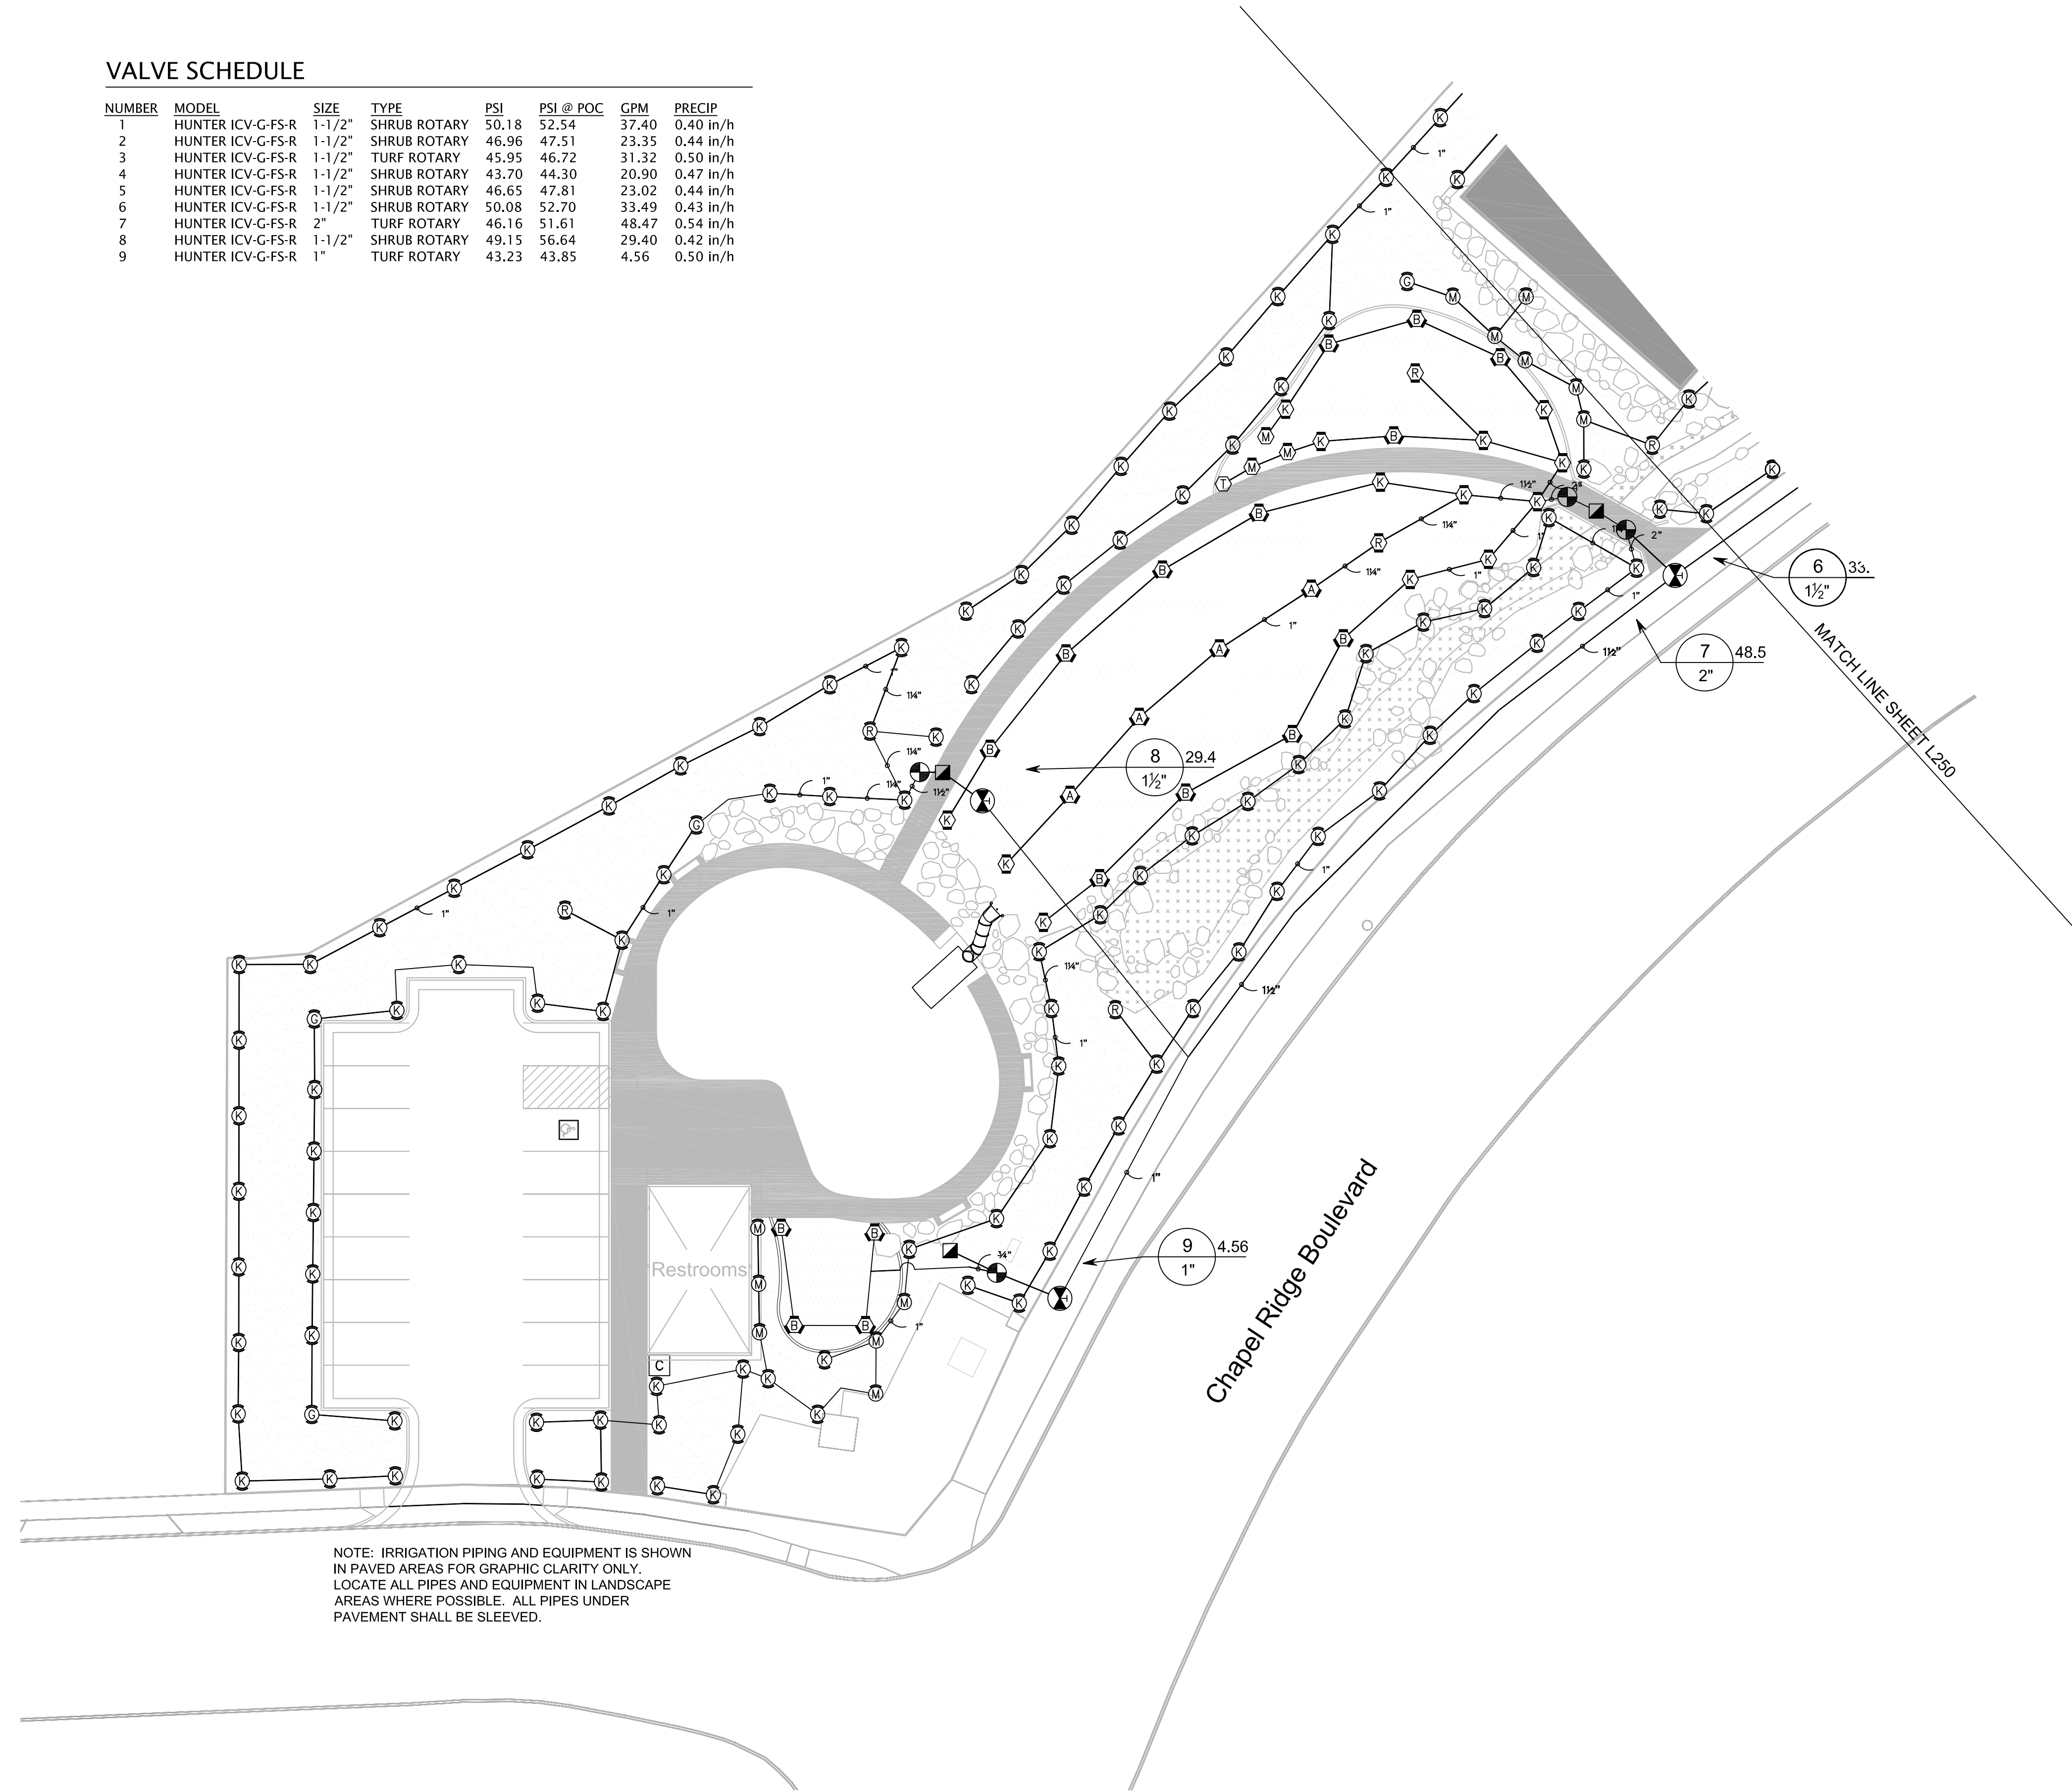 VALVE SCHEDULE
NUMBER MODEL SIZE TYPE PSI PSI @ POC GPM PRECIP
1 HUNTER ICV-G-FS-R 1-1/2" SHRUB ROTARY 50.18 52.54 37.40 0.40 in/h
2 HUNTER ICV-G-FS-R 1-1/2" SHRUB ROTARY 46.96 47.51 23.35 0.44 in/h
3 HUNTER ICV-G-FS-R 1-1/2" TURF ROTARY 45.95 46.72 31.32 0.50 in/h
4 HUNTER ICV-G-FS-R 1-1/2" SHRUB ROTARY 43.70 44.30 20.90 0.47 in/h
5 HUNTER ICV-G-FS-R 1-1/2" SHRUB ROTARY 46.65 47.81 23.02 0.44 in/h
6 HUNTER ICV-G-FS-R 1-1/2" SHRUB ROTARY 50.08 52.70 33.49 0.43 in/h
7 HUNTER ICV-G-FS-R 2" TURF ROTARY 46.16 51.61 48.47 0.54 in/h
8 HUNTER ICV-G-FS-R 1-1/2" SHRUB ROTARY 49.15 56.64 29.40 0.42 in/h
9 HUNTER ICV-G-FS-R 1" TURF ROTARY 43.23 43.85 4.56 0.50 in/h
6 33.
1½"
7 48.5
2"
MATCH LINE SHEET L250
8 29.4
1½"
9 4.56
1"
Chapel Ridge Boulevard
Restrooms
C
NOTE: IRRIGATION PIPING AND EQUIPMENT IS SHOWN
IN PAVED AREAS FOR GRAPHIC CLARITY ONLY.
LOCATE ALL PIPES AND EQUIPMENT IN LANDSCAPE
AREAS WHERE POSSIBLE. ALL PIPES UNDER
PAVEMENT SHALL BE SLEEVED.